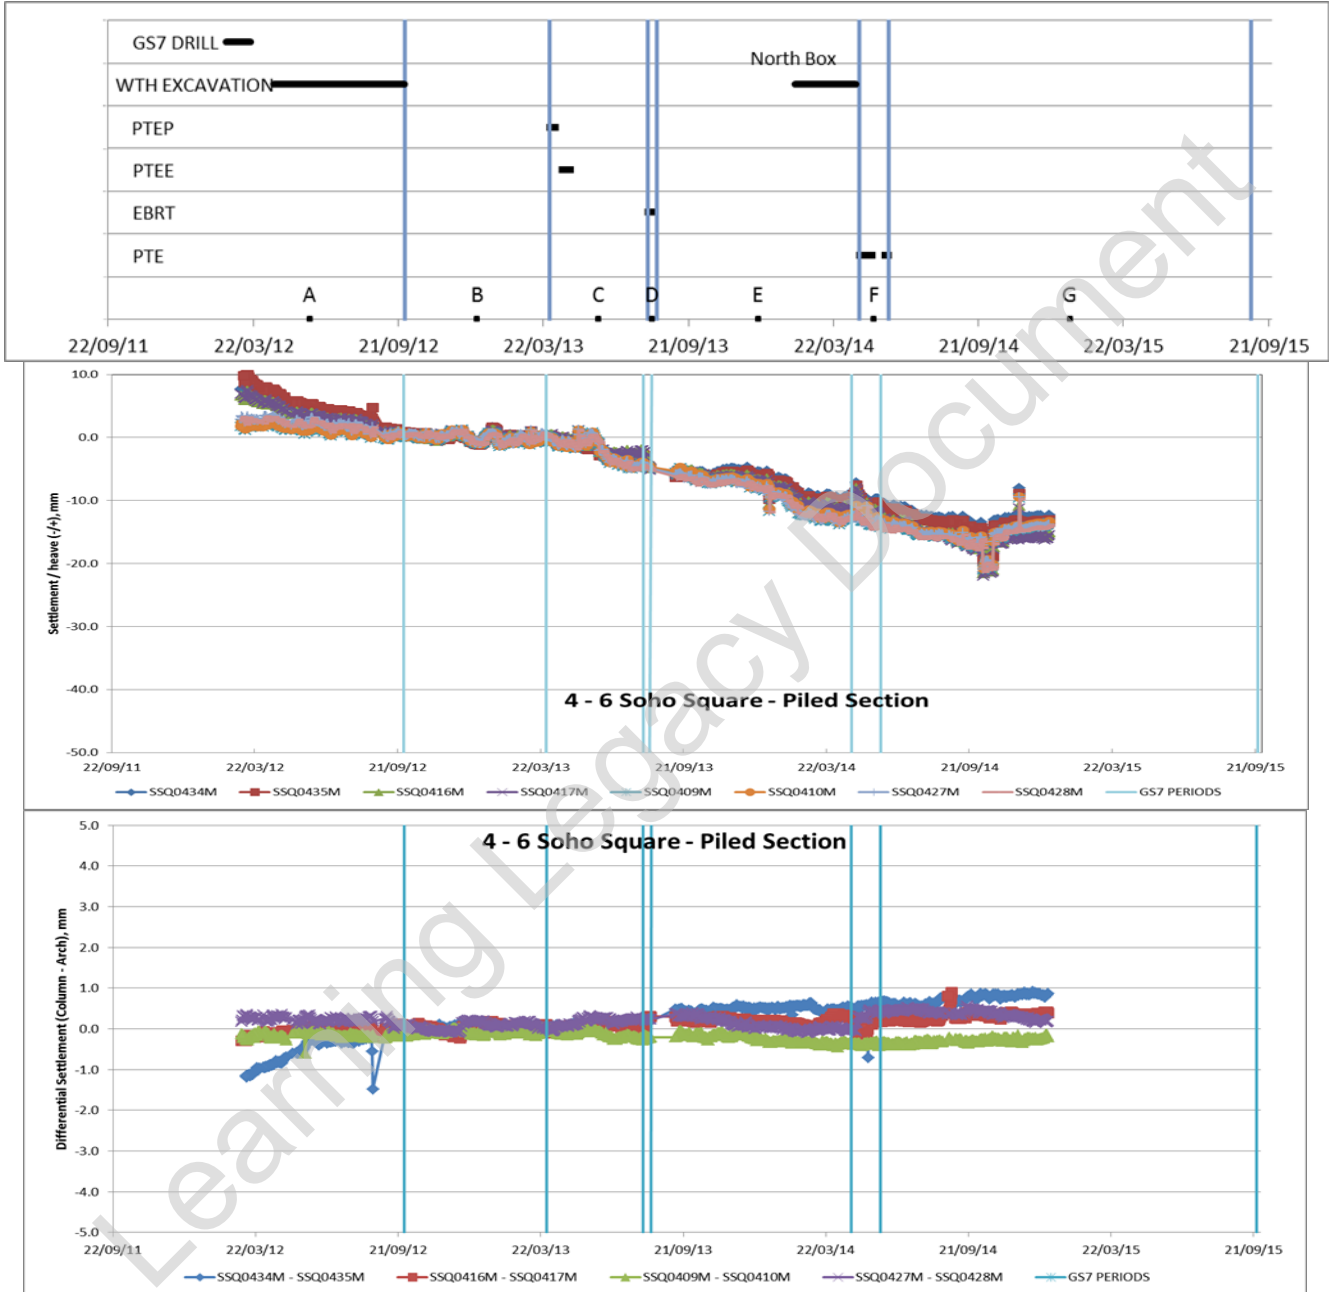 GS7 DRILL
North Box
WTH EXCAVATION
PTEP
PTEE
EBRT
PTE
A B C D E F G
22/09/11 22/03/12 21/09/12 22/03/13 21/09/13 22/03/14 21/09/14 22/03/15 21/09/15
10.0
0.0
-10.0
-20.0
-30.0
-40.0
-50.0
Settlement / heave (-/+), mm
4 - 6 Soho Square - Piled Section
22/09/11 22/03/12 21/09/12 22/03/13 21/09/13 22/03/14 21/09/14 22/03/15 21/09/15
SSQ0434M SSQ0435M SSQ0416M SSQ0417M SSQ0409M SSQ0410M SSQ0427M SSQ0428M GS7 PERIODS
4 - 6 Soho Square - Piled Section
5.0
4.0
3.0
2.0
1.0
0.0
-1.0
-2.0
-3.0
-4.0
-5.0
Differential Settlement (Column - Arch), mm
22/09/11 22/03/12 21/09/12 22/03/13 21/09/13 22/03/14 21/09/14 22/03/15 21/09/15
SSQ0434M - SSQ0435M SSQ0416M - SSQ0417M SSQ0409M - SSQ0410M SSQ0427M - SSQ0428M GS7 PERIODS
Learning Legacy Document